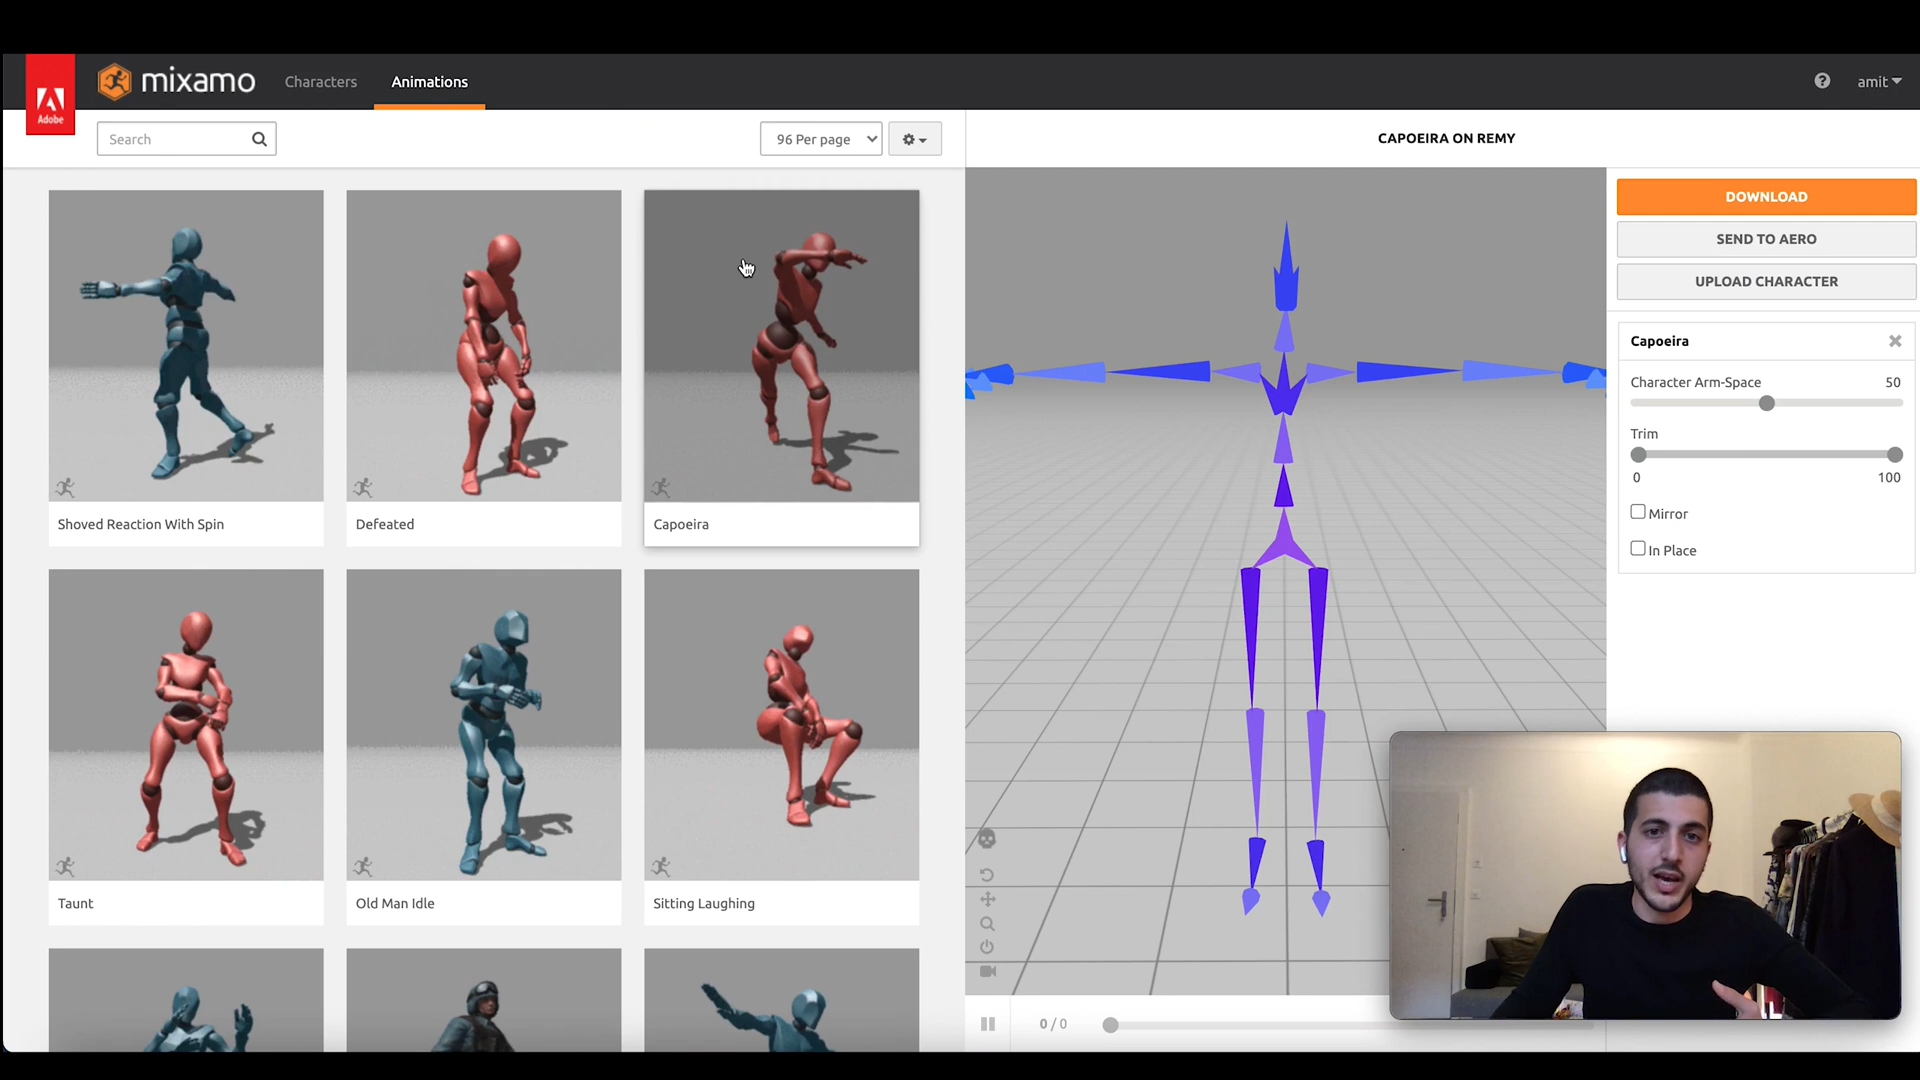 Adobe
mixamo
Characters
Animations
amit
Search
96 Per page
CAPOEIRA ON REMY
DOWNLOAD
SEND TO AERO
UPLOAD CHARACTER
Capoeira
Character Arm-Space 50
Trim
0 100
Mirror
In Place
Shoved Reaction With Spin
Defeated
Capoeira
Taunt
Old Man Idle
Sitting Laughing
0 / 0